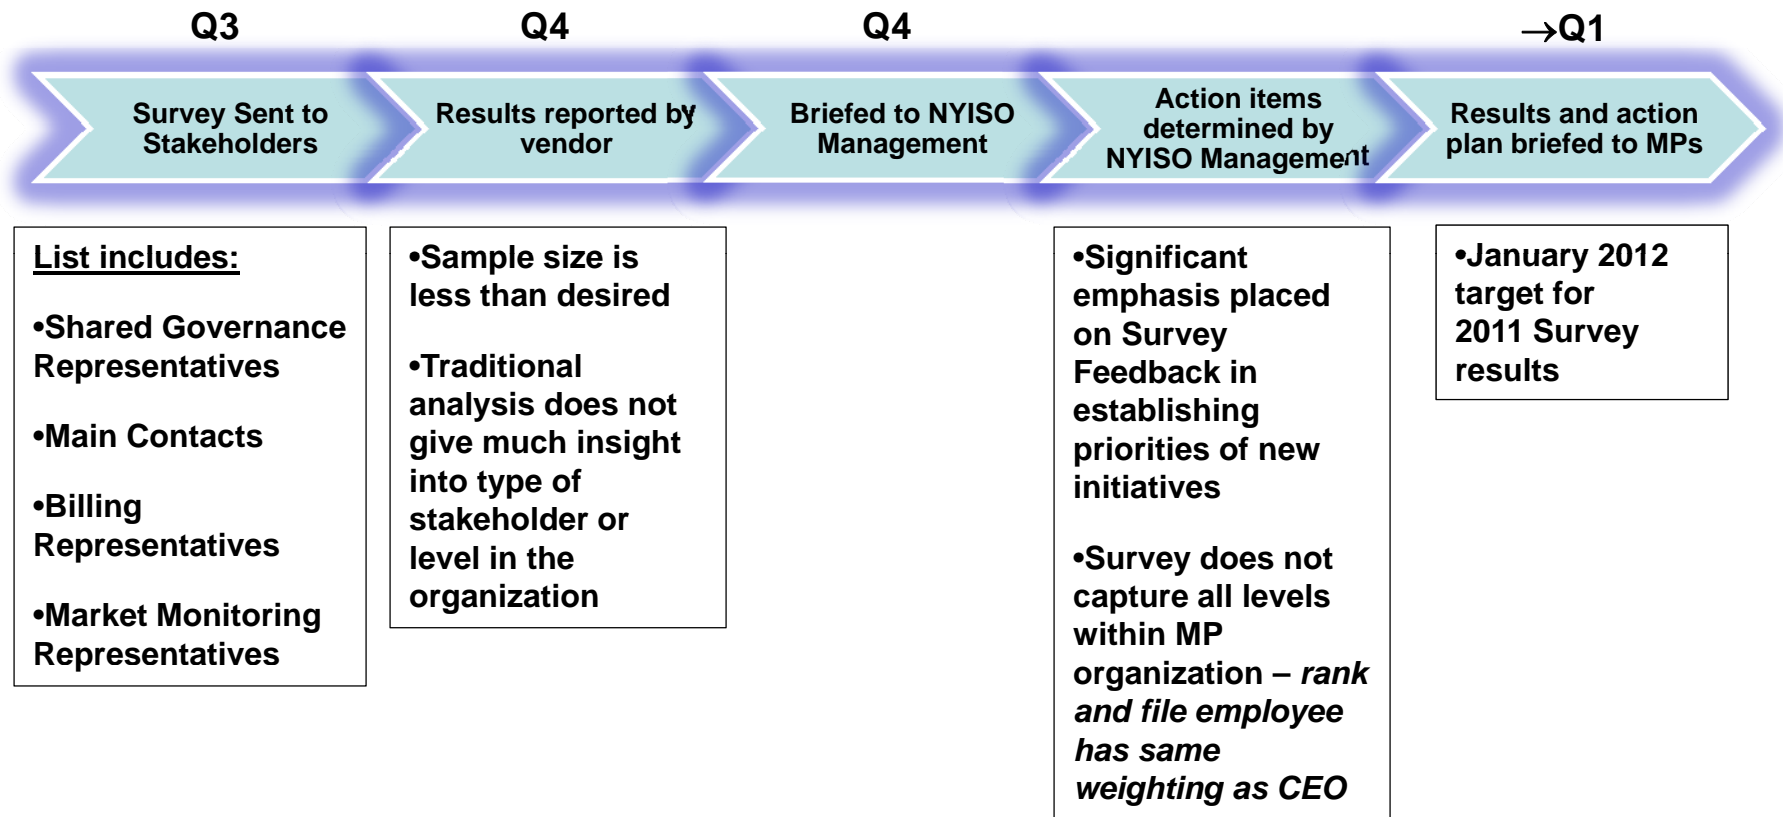 Q3
Q4
Q4
→Q1
Survey Sent to
Stakeholders
Results reported by
vendor
Briefed to NYISO
Management
Action items
determined by
NYISO Management
Results and action
plan briefed to MPs
List includes:
•Shared Governance
Representatives
•Main Contacts
•Billing
Representatives
•Market Monitoring
Representatives
•Sample size is
less than desired
•Traditional
analysis does not
give much insight
into type of
stakeholder or
level in the
organization
•Significant
emphasis placed
on Survey
Feedback in
establishing
priorities of new
initiatives
•Survey does not
capture all levels
within MP
organization – rank
and file employee
has same
weighting as CEO
•January 2012
target for
2011 Survey
results